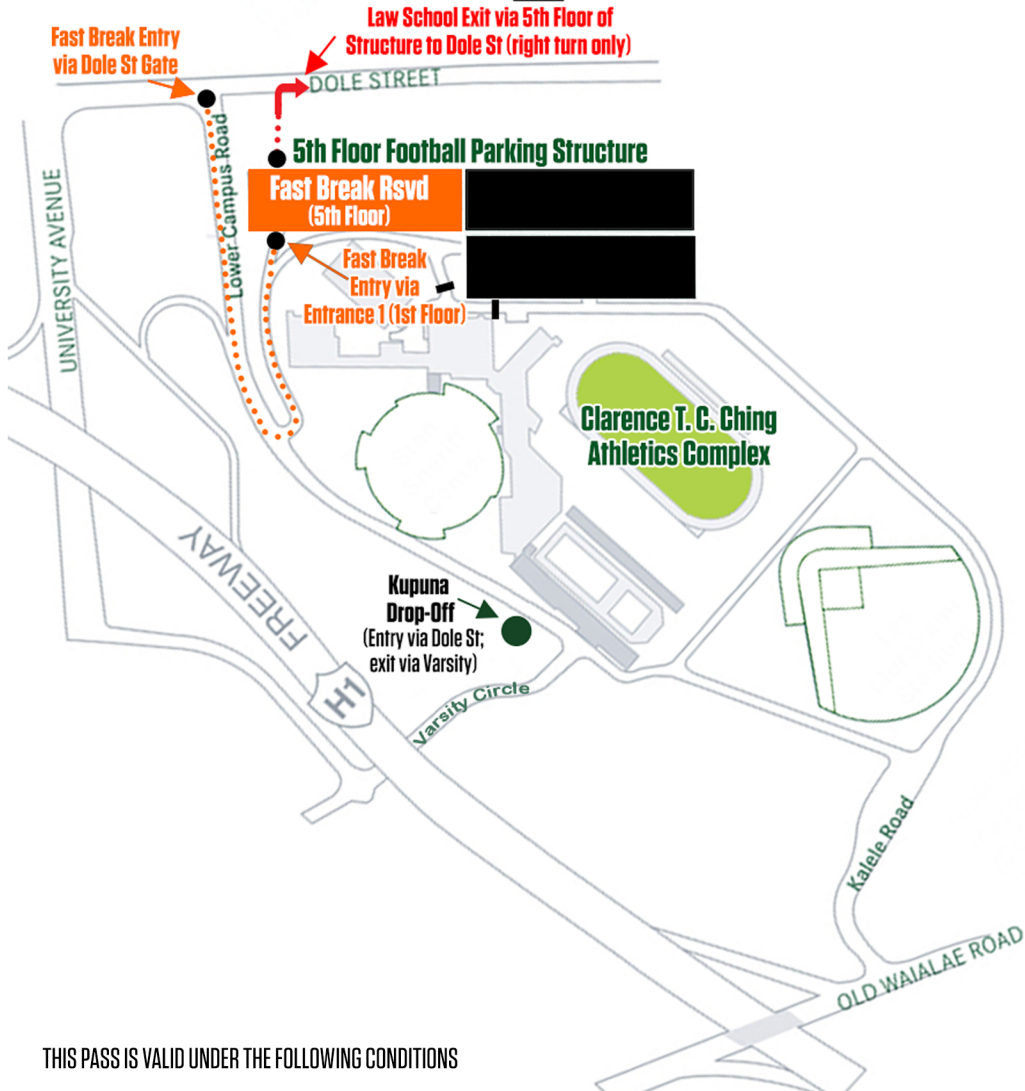 Law School Exit via 5th Floor of
Structure to Dole St (right turn only)
Fast Break Entry
via Dole St Gate
DOLE STREET
Lower Campus Road
UNIVERSITY AVENUE
5th Floor Football Parking Structure
Fast Break Rsvd
(5th Floor)
Fast Break
Entry via
Entrance 1 (1st Floor)
Clarence T. C. Ching
Athletics Complex
FREEWAY
H1
Kupuna
Drop-Off
(Entry via Dole St;
exit via Varsity)
Varsity Circle
Kalele Road
OLD WAIALAE ROAD
THIS PASS IS VALID UNDER THE FOLLOWING CONDITIONS